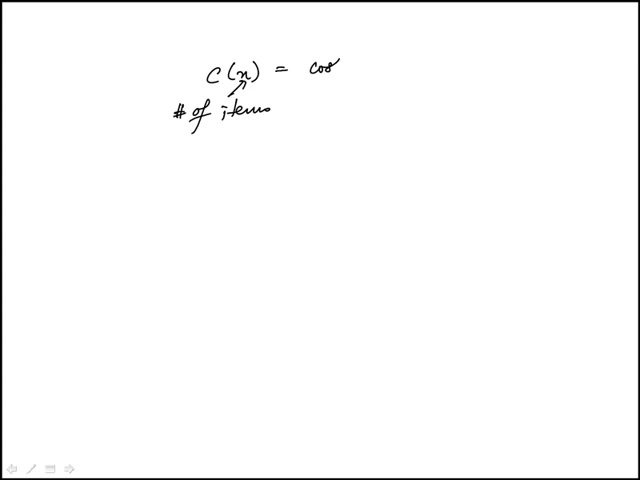 C(x) = cos
# of items